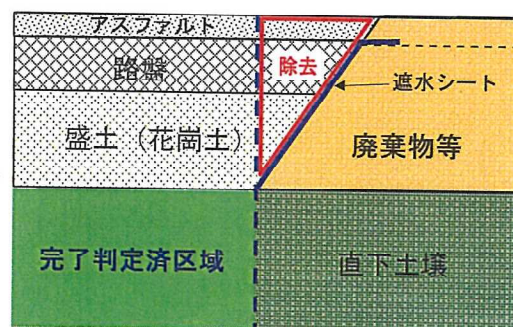 アスファルト
路盤
除去
遮水シート
盛土（花崗土）
廃棄物等
完了判定済区域
直下土壌